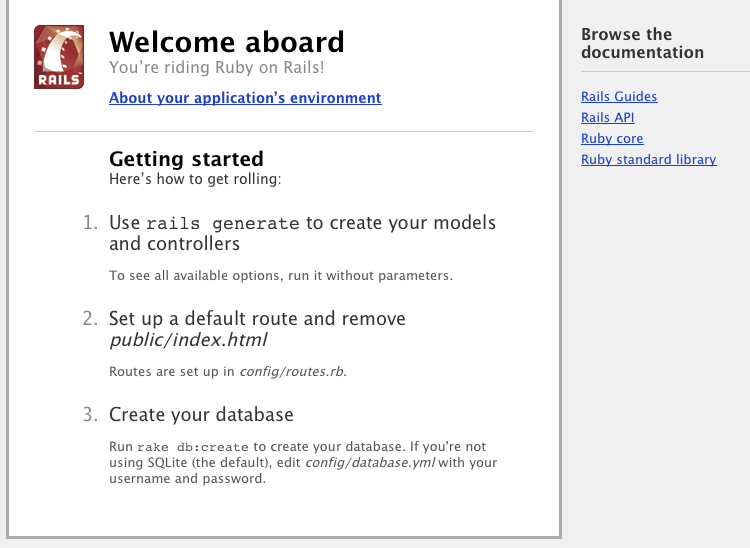 RAILS
Welcome aboard
You’re riding Ruby on Rails!
About your application’s environment
Getting started
Here’s how to get rolling:
1. Use rails generate to create your models
and controllers
To see all available options, run it without parameters.
2. Set up a default route and remove
public/index.html
Routes are set up in config/routes.rb.
3. Create your database
Run rake db:create to create your database. If you're not
using SQLite (the default), edit config/database.yml with your
username and password.
Browse the
documentation
Rails Guides
Rails API
Ruby core
Ruby standard library